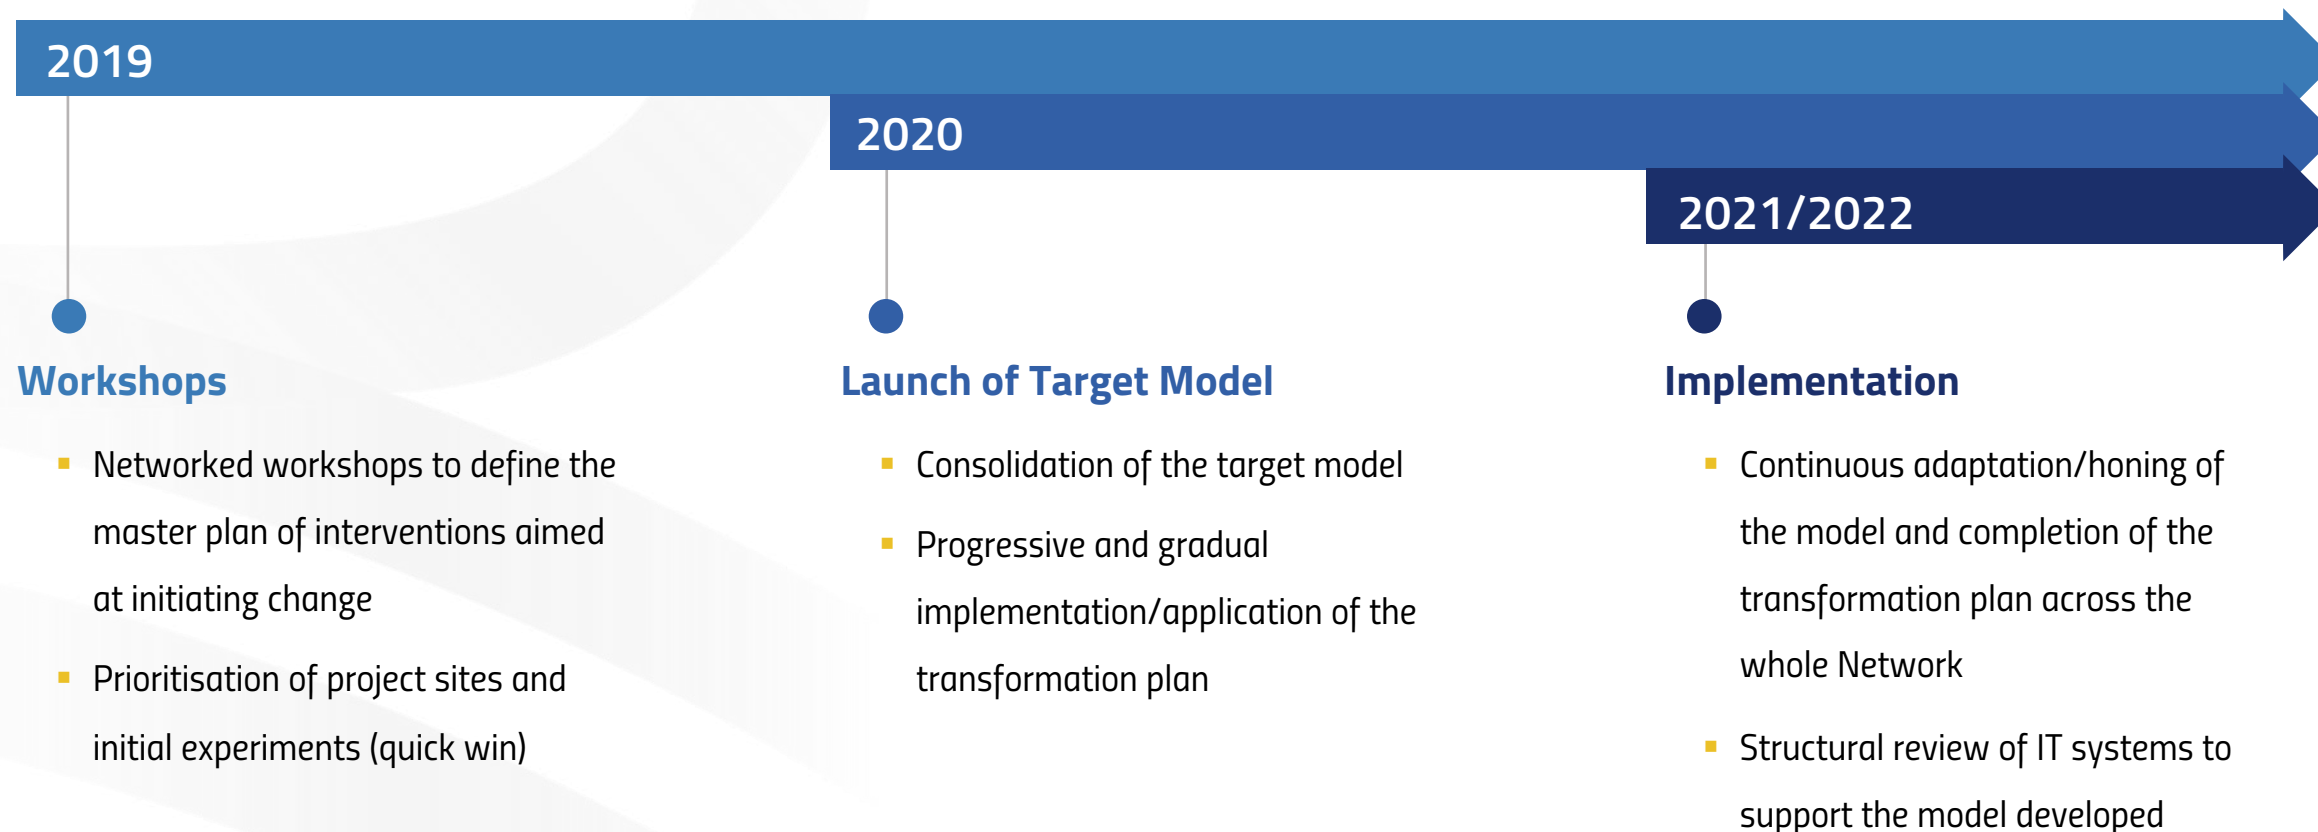 2019
2020
2021/2022
Workshops
▪ Networked workshops to define the
master plan of interventions aimed
at initiating change
▪ Prioritisation of project sites and
initial experiments (quick win)
Launch of Target Model
▪ Consolidation of the target model
▪ Progressive and gradual
implementation/application of the
transformation plan
Implementation
▪ Continuous adaptation/honing of
the model and completion of the
transformation plan across the
whole Network
▪ Structural review of IT systems to
support the model developed